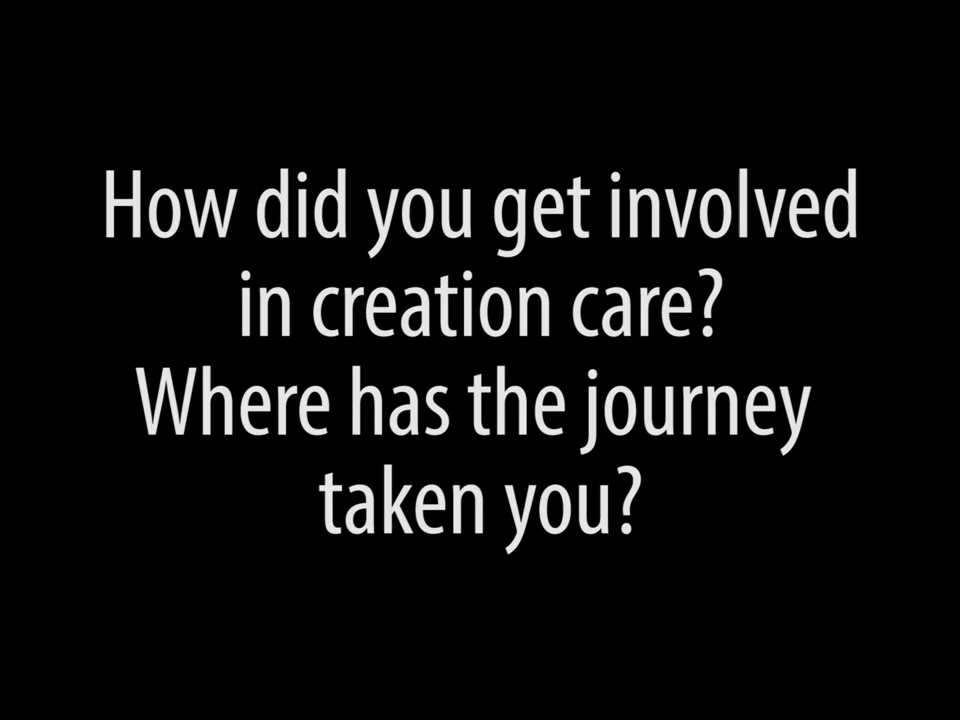 How did you get involved
in creation care?
Where has the journey
taken you?